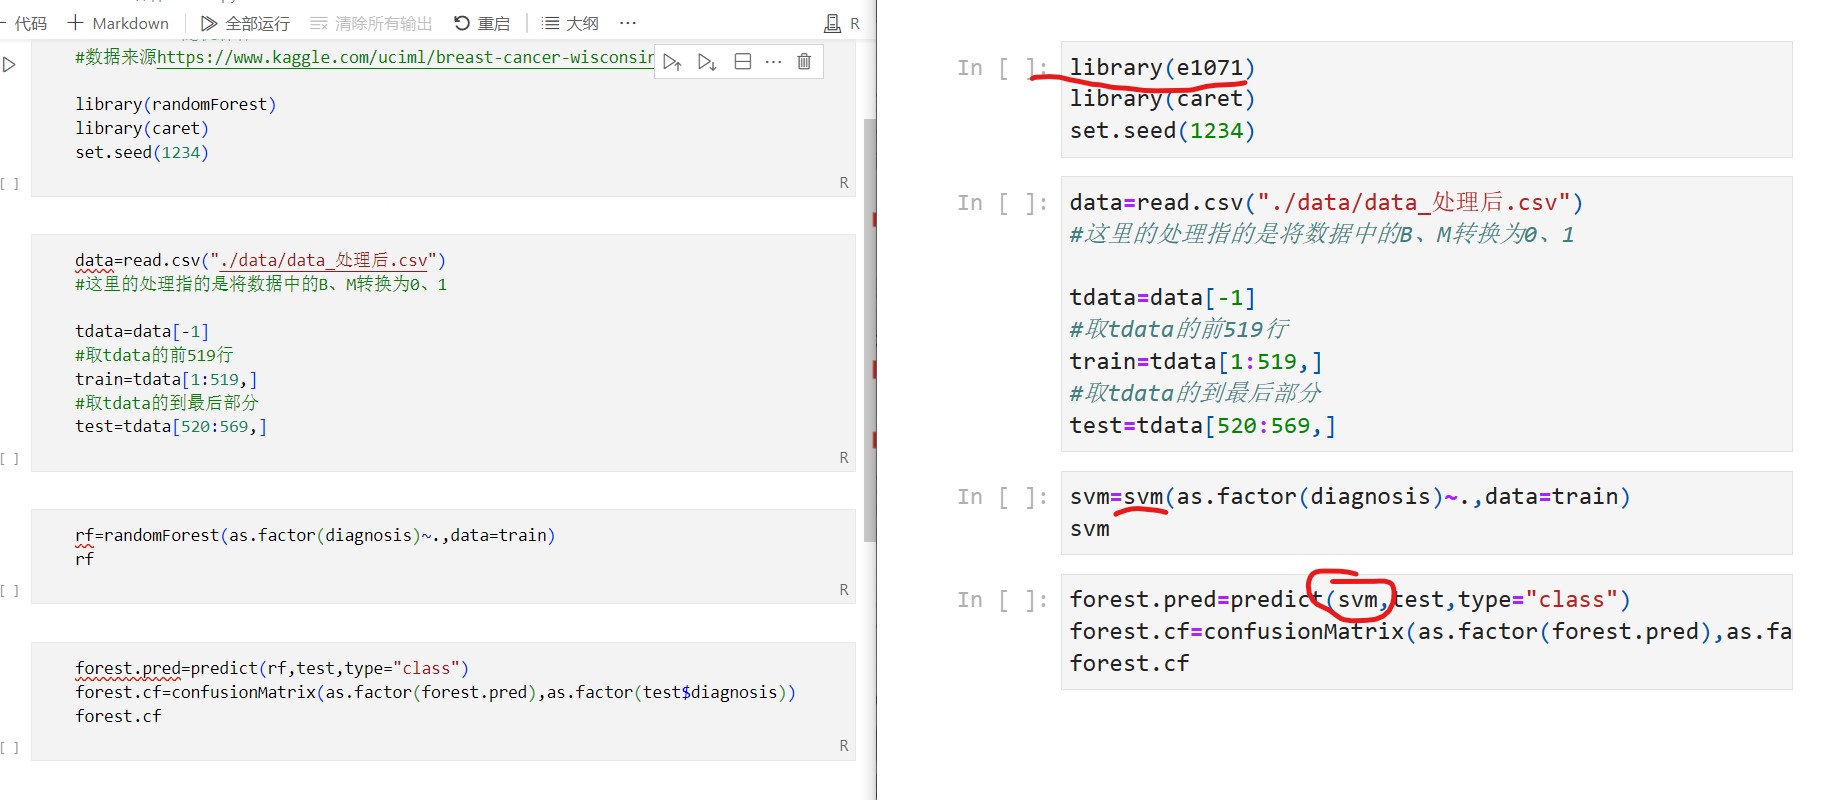 代码 + Markdown 全部运行 清除所有输出 重启 大纲 ··· R
#数据来源https://www.kaggle.com/uciml/breast-cancer-wisconsin
library(randomForest)
library(caret)
set.seed(1234)
[ ]
R
data=read.csv("./data/data_处理后.csv")
#这里的处理指的是将数据中的B、M转换为0、1
tdata=data[-1]
#取tdata的前519行
train=tdata[1:519,]
#取tdata的到最后部分
test=tdata[520:569,]
[ ]
R
rf=randomForest(as.factor(diagnosis)~.,data=train)
rf
[ ]
R
forest.pred=predict(rf,test,type="class")
forest.cf=confusionMatrix(as.factor(forest.pred),as.factor(test$diagnosis))
forest.cf
[ ]
R
In [ ]: library(e1071)
library(caret)
set.seed(1234)
In [ ]: data=read.csv("./data/data_处理后.csv")
#这里的处理指的是将数据中的B、M转换为0、1
tdata=data[-1]
#取tdata的前519行
train=tdata[1:519,]
#取tdata的到最后部分
test=tdata[520:569,]
In [ ]: svm=svm(as.factor(diagnosis)~.,data=train)
svm
In [ ]: forest.pred=predict(svm,test,type="class")
forest.cf=confusionMatrix(as.factor(forest.pred),as.fa
forest.cf